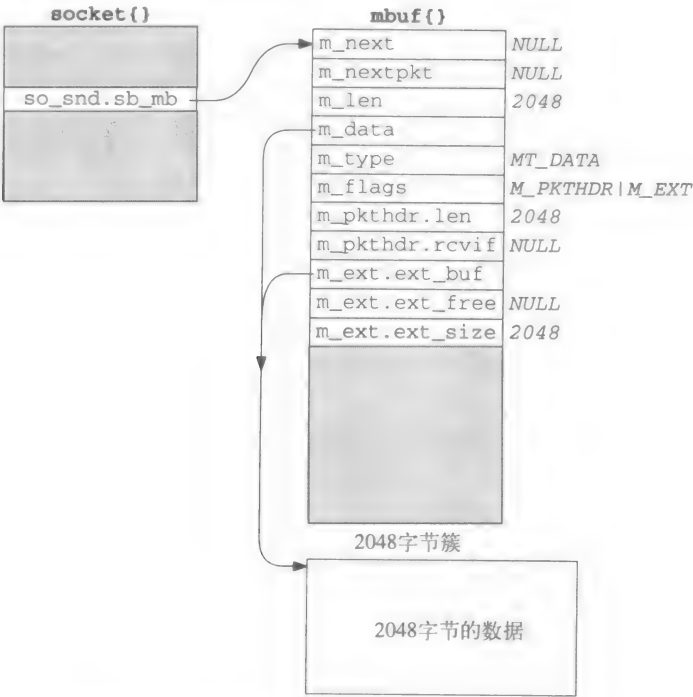 socket{}
mbuf{}
so_snd.sb_mb
m_next NULL
m_nextpkt NULL
m_len 2048
m_data
m_type MT_DATA
m_flags M_PKTHDR|M_EXT
m_pkthdr.len 2048
m_pkthdr.rcvif NULL
m_ext.ext_buf
m_ext.ext_free NULL
m_ext.ext_size 2048
2048字节簇
2048字节的数据